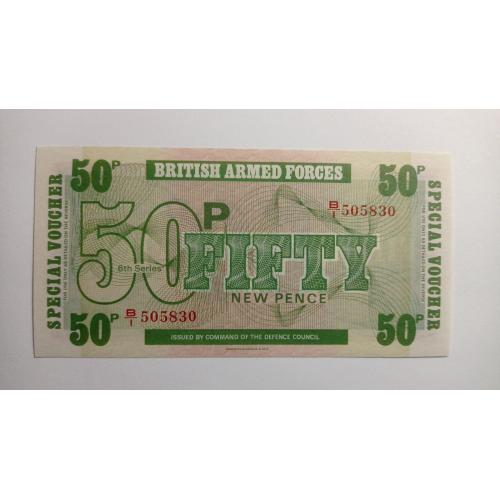 50P
BRITISH ARMED FORCES
50P
B/1 505830
SPECIAL VOUCHER
50P
6th Series
FIFTY
NEW PENCE
SPECIAL VOUCHER
50P
B/1 505830
ISSUED BY COMMAND OF THE DEFENCE COUNCIL
50P